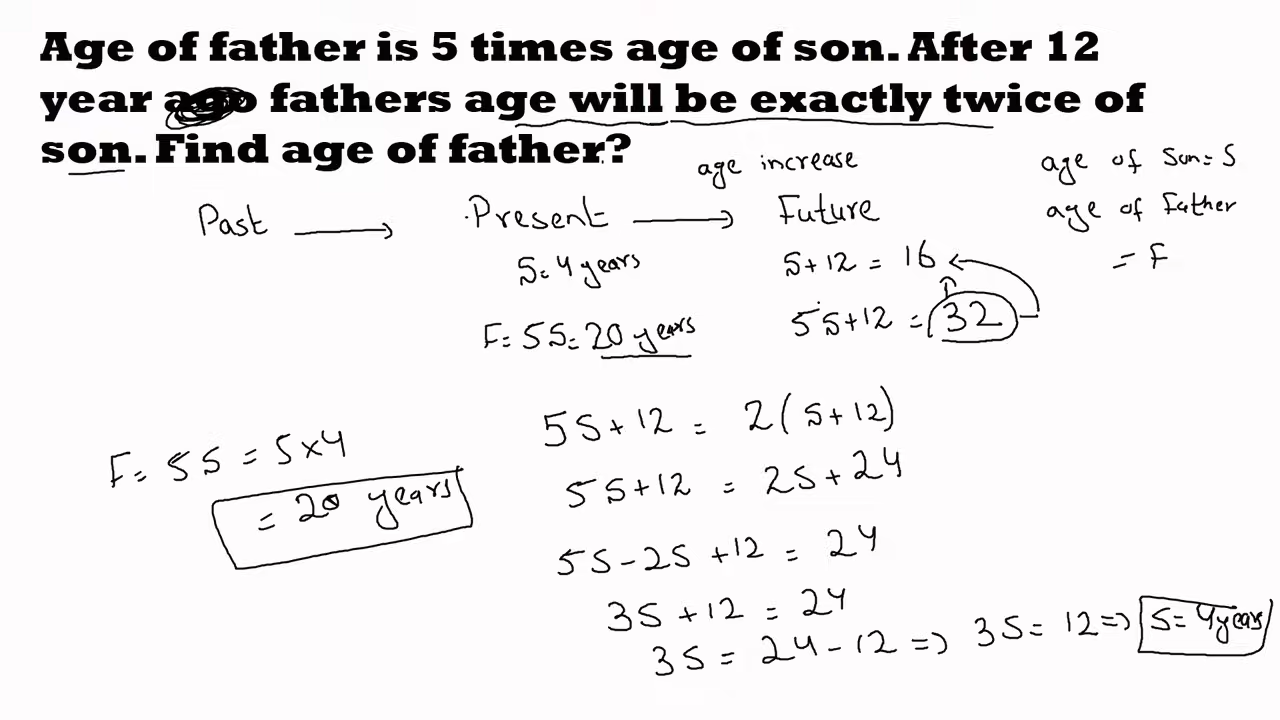 Age of father is 5 times age of son. After 12
year ago fathers age will be exactly twice of
son. Find age of father?
age increase
age of Son = S
Past → Present → Future
age of Father
= F
S = 4 years
S + 12 = 16
F = 5S = 20 years
5S + 12 = 32
5S + 12 = 2(S + 12)
F = 5S = 5 × 4
5S + 12 = 2S + 24
= 20 years
5S - 2S + 12 = 24
3S + 12 = 24
3S = 24 - 12 ⇒ 3S = 12 ⇒ S = 4 years